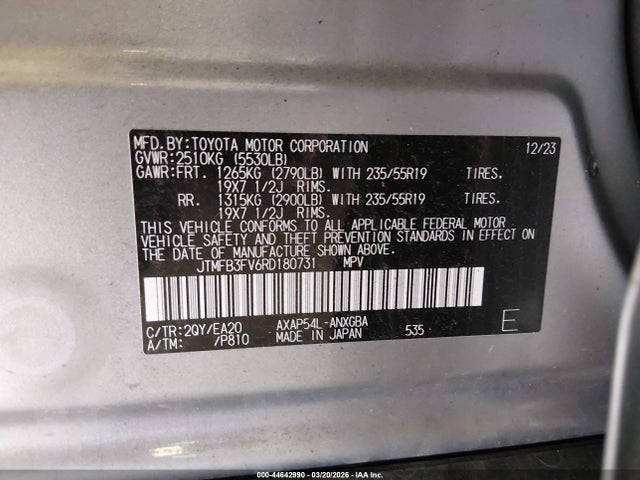 MFD.BY:TOYOTA MOTOR CORPORATION 12/23
GVWR:2510KG (5530LB)
GAWR:FRT. 1265KG (2790LB) WITH 235/55R19 TIRES.
19X7 1/2J RIMS.
RR. 1315KG (2900LB) WITH 235/55R19 TIRES.
19X7 1/2J RIMS.
THIS VEHICLE CONFORMS TO ALL APPLICABLE FEDERAL MOTOR
VEHICLE SAFETY AND THEFT PREVENTION STANDARDS IN EFFECT ON
THE DATE OF MANUFACTURE SHOWN ABOVE.
JTMFB3FV6RD180731 MPV
C/TR:2QY/EA20 AXAP54L-ANXGBA 535 E
A/TM: /P810 MADE IN JAPAN
000-44642990 | 03/20/2026 - IAA Inc.